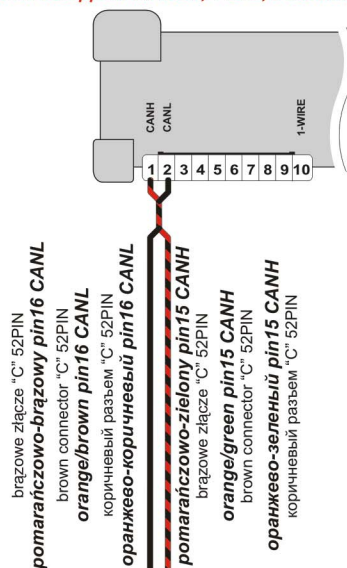 CANH
CANL
1-WIRE
1 2 3 4 5 6 7 8 9 10
brązowe złącze "C" 52PIN
pomarańczowo-brązowy pin16 CANL
brown connector "C" 52PIN
orange/brown pin16 CANL
коричневый разъем "C" 52PIN
оранжево-коричневый pin16 CANL
pomarańczowo-zielony pin15 CANH
brązowe złącze "C" 52PIN
orange/green pin15 CANH
brown connector "C" 52PIN
оранжево-зеленый pin15 CANH
коричневый разъем "C" 52PIN